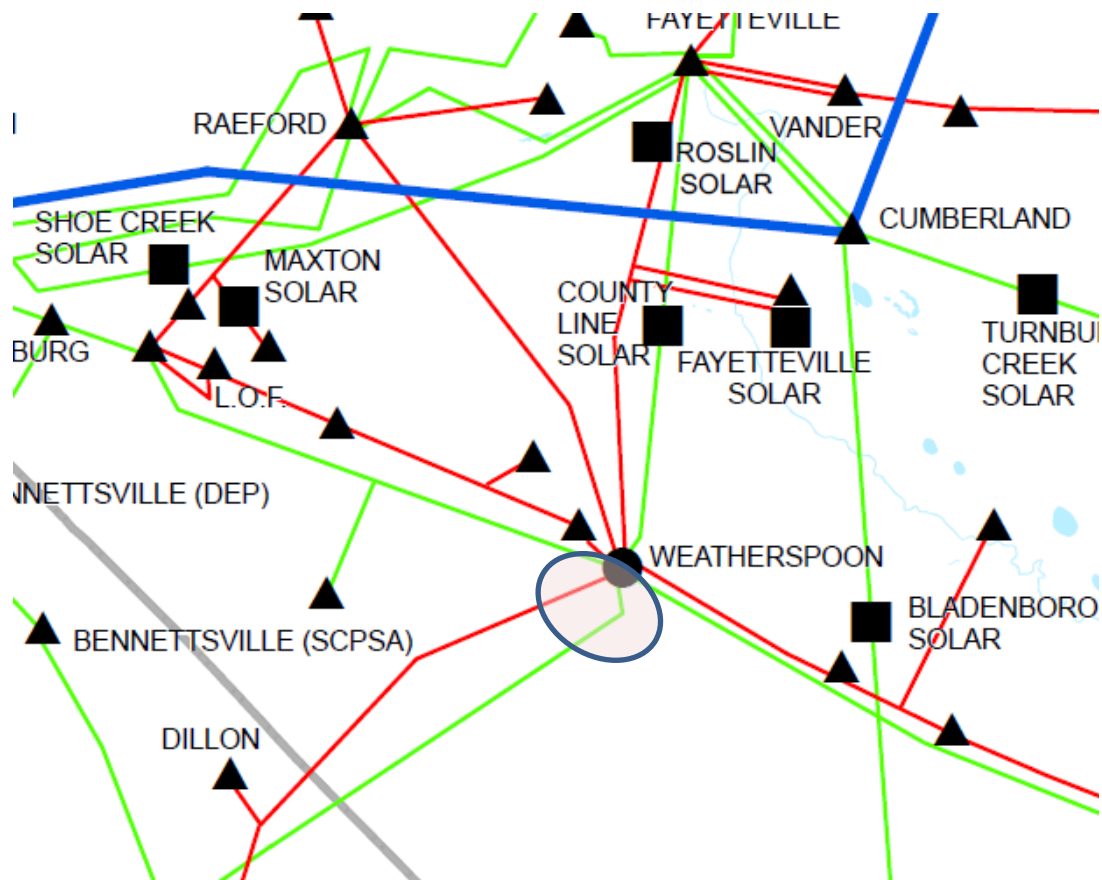 FAYETTEVILLE
RAEFORD
VANDER
ROSLIN
SOLAR
CUMBERLAND
SHOE CREEK
SOLAR
MAXTON
SOLAR
COUNTY
LINE
SOLAR
FAYETTEVILLE
SOLAR
TURNBU
CREEK
SOLAR
BURG
L.O.F.
NNETTSVILLE (DEP)
WEATHERSPOON
BLADENBORO
SOLAR
BENNETTSVILLE (SCPSA)
DILLON